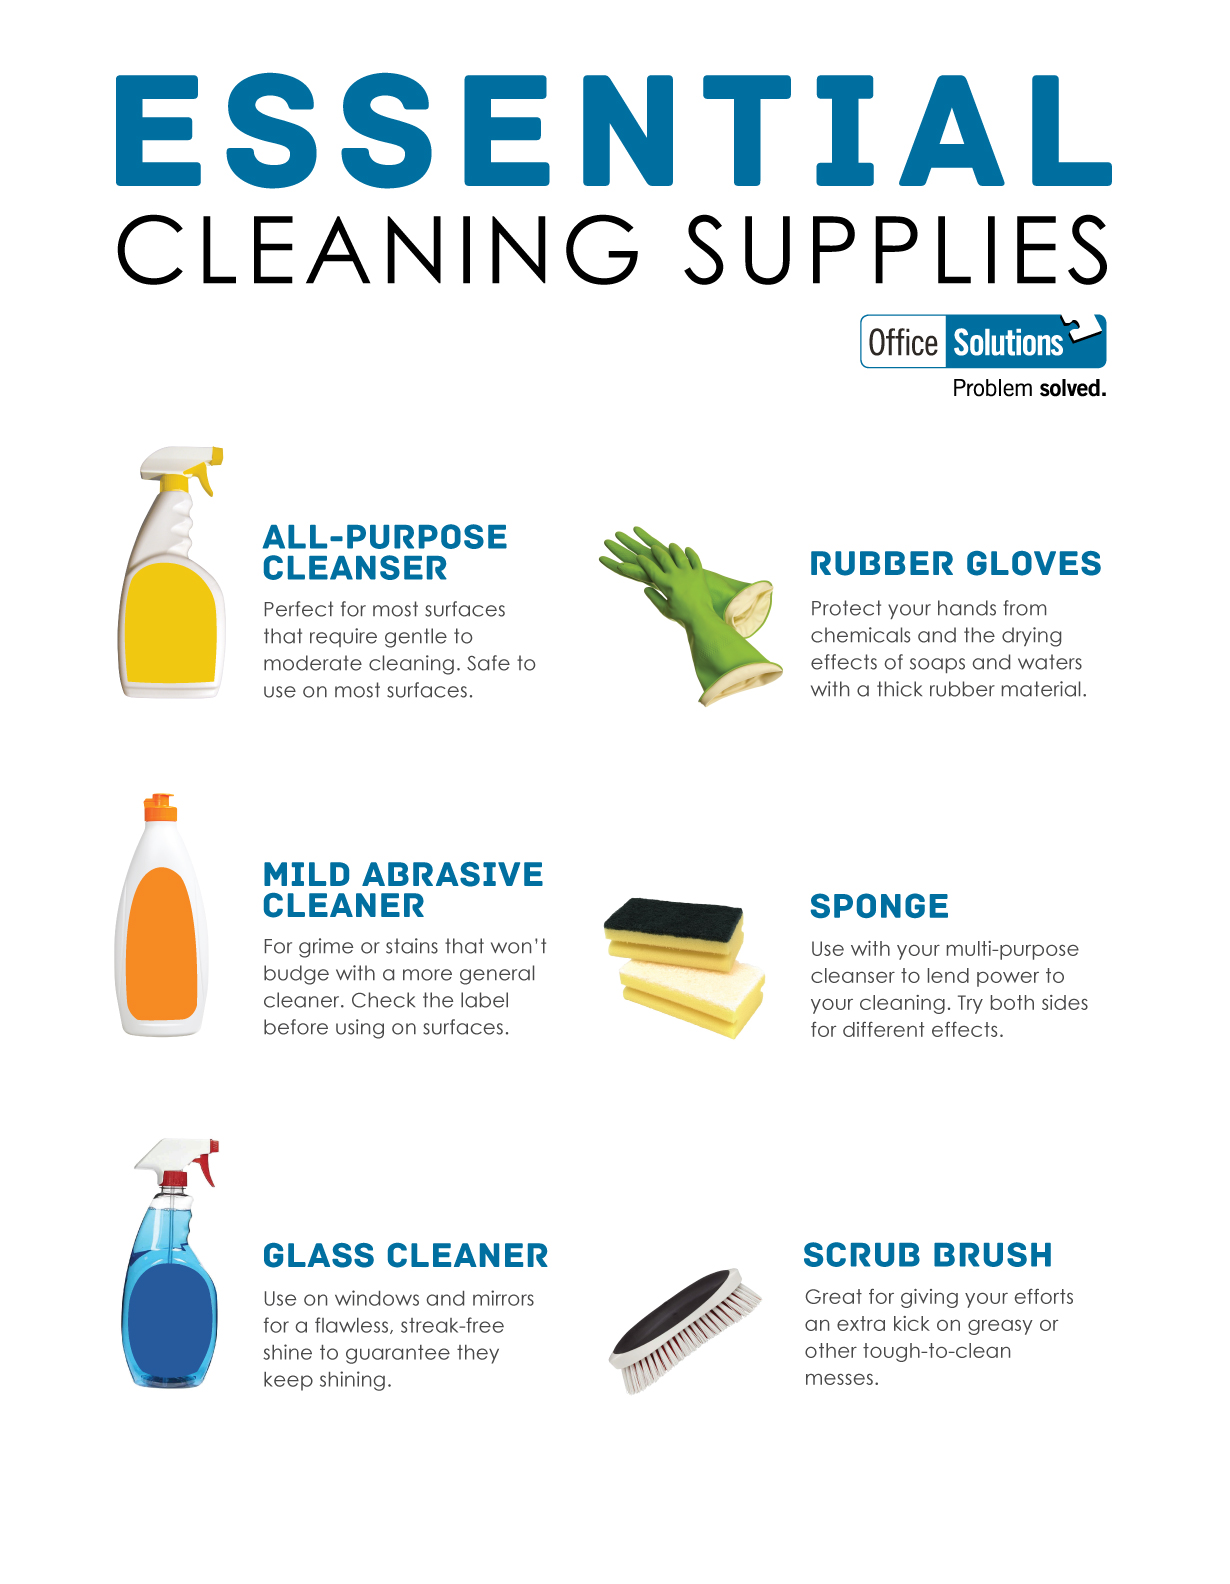 ESSENTIAL
CLEANING SUPPLIES
Office Solutions
Problem solved.
ALL-PURPOSE
CLEANSER
Perfect for most surfaces
that require gentle to
moderate cleaning. Safe to
use on most surfaces.
RUBBER GLOVES
Protect your hands from
chemicals and the drying
effects of soaps and waters
with a thick rubber material.
MILD ABRASIVE
CLEANER
For grime or stains that won't
budge with a more general
cleaner. Check the label
before using on surfaces.
SPONGE
Use with your multi-purpose
cleanser to lend power to
your cleaning. Try both sides
for different effects.
GLASS CLEANER
Use on windows and mirrors
for a flawless, streak-free
shine to guarantee they
keep shining.
SCRUB BRUSH
Great for giving your efforts
an extra kick on greasy or
other tough-to-clean
messes.